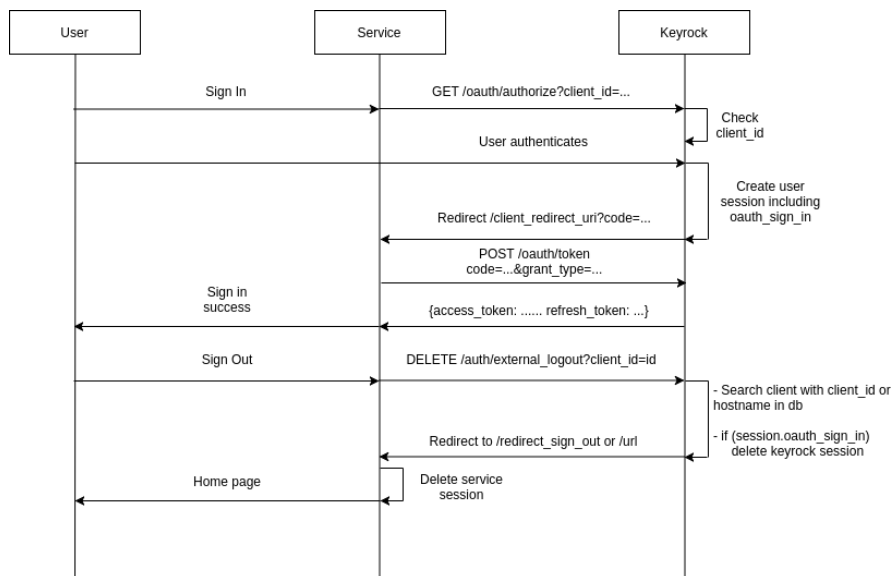 User
Service
Keyrock
Sign In
GET /oauth/authorize?client_id=...
Check
client_id
User authenticates
Create user
session including
oauth_sign_in
Redirect /client_redirect_uri?code=...
POST /oauth/token
code=...&grant_type=...
Sign in
success
{access_token: ...... refresh_token: ...}
Sign Out
DELETE /auth/external_logout?client_id=id
- Search client with client_id or
hostname in db
- if (session.oauth_sign_in)
delete keyrock session
Redirect to /redirect_sign_out or /url
Delete service
session
Home page